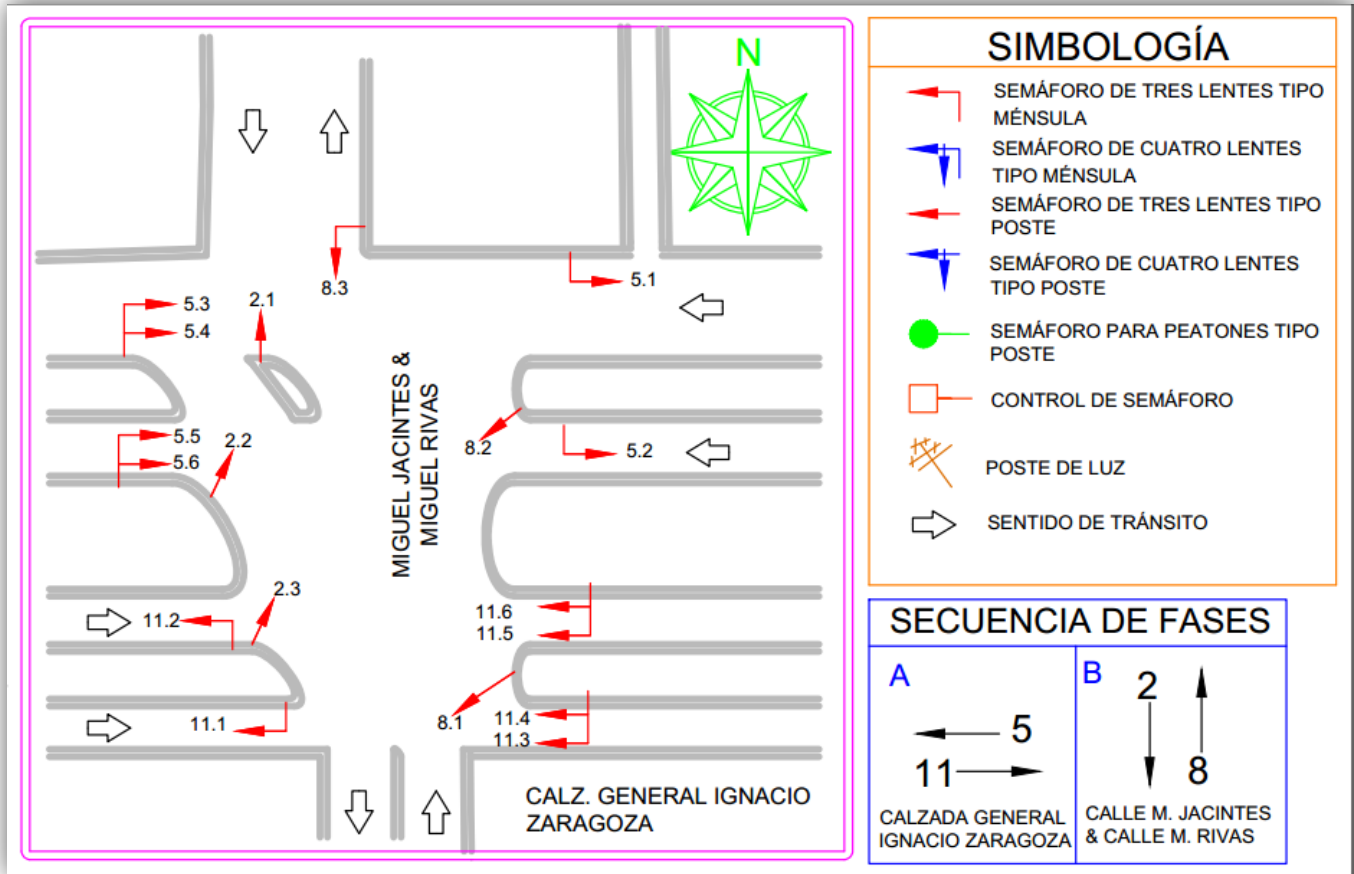 N
8.3
5.1
5.3
5.4
2.1
MIGUEL JACINTES &
MIGUEL RIVAS
5.5
5.6
2.2
8.2
5.2
2.3
11.2
11.6
11.5
11.1
8.1
11.4
11.3
CALZ. GENERAL IGNACIO
ZARAGOZA
SIMBOLOGÍA
SEMÁFORO DE TRES LENTES TIPO
MÉNSULA
SEMÁFORO DE CUATRO LENTES
TIPO MÉNSULA
SEMÁFORO DE TRES LENTES TIPO
POSTE
SEMÁFORO DE CUATRO LENTES
TIPO POSTE
SEMÁFORO PARA PEATONES TIPO
POSTE
CONTROL DE SEMÁFORO
POSTE DE LUZ
SENTIDO DE TRÁNSITO
SECUENCIA DE FASES
A
5
11
CALZADA GENERAL
IGNACIO ZARAGOZA
B
2
8
CALLE M. JACINTES
& CALLE M. RIVAS